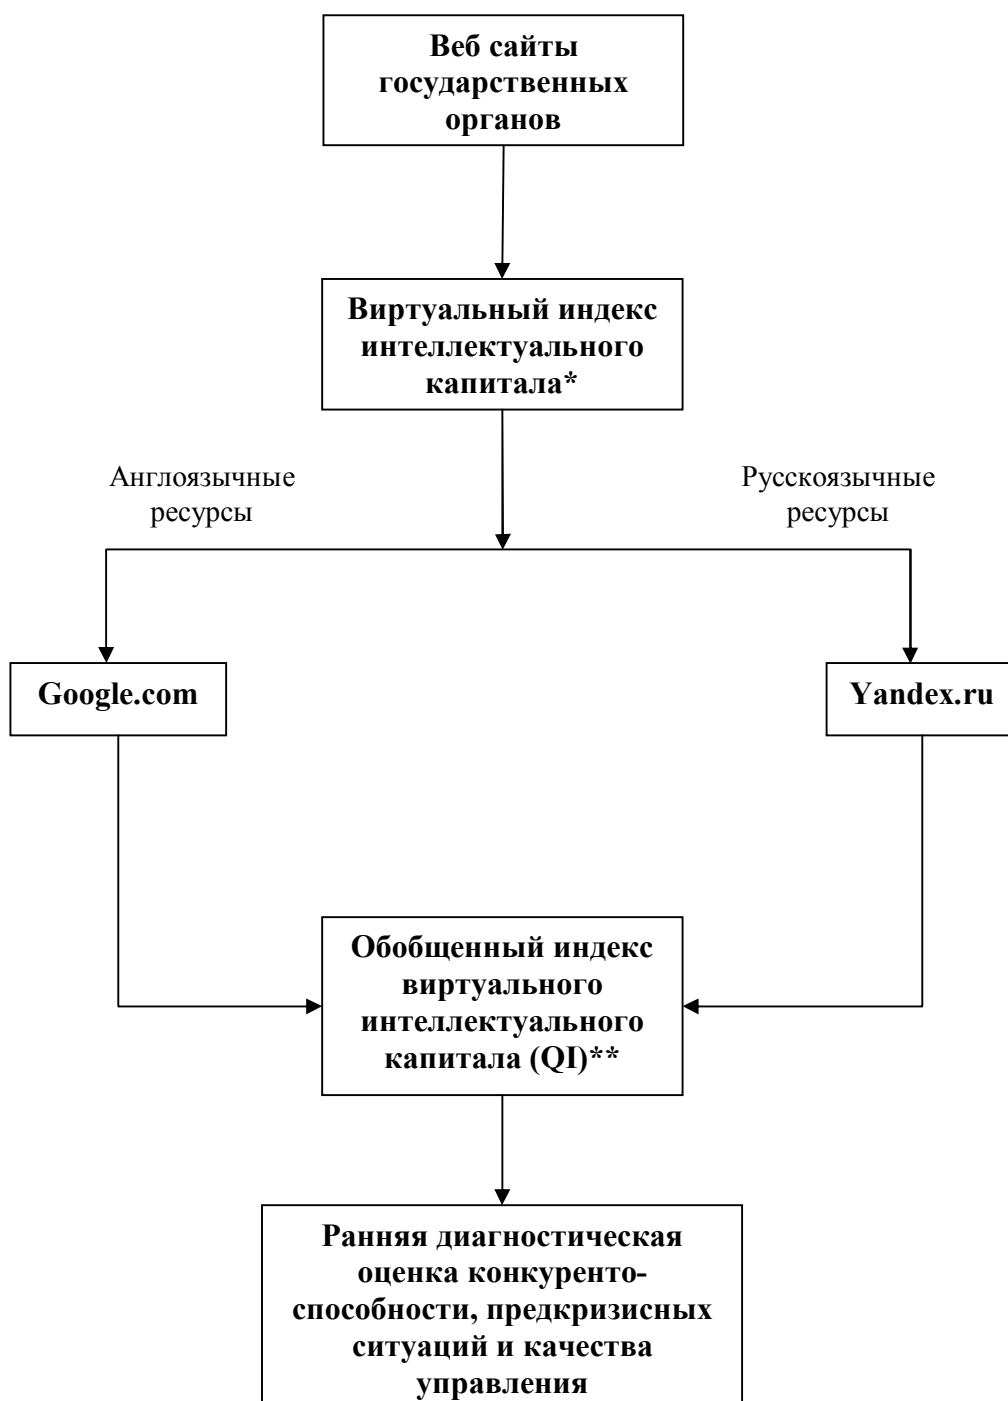 Веб сайты
государственных
органов
Виртуальный индекс
интеллектуального
капитала*
Англоязычные
ресурсы
Русскоязычные
ресурсы
Google.com
Yandex.ru
Обобщенный индекс
виртуального
интеллектуального
капитала (QI)**
Ранняя диагностическая
оценка конкуренто-
способности, предкризисных
ситуаций и качества
управления